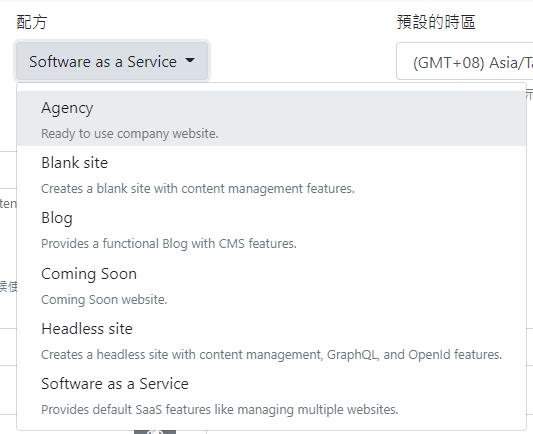 配方
預設的時區
Software as a Service
(GMT+08) Asia/Ta
Agency
Ready to use company website.
Blank site
Creates a blank site with content management features.
Blog
Provides a functional Blog with CMS features.
Coming Soon
Coming Soon website.
Headless site
Creates a headless site with content management, GraphQL, and OpenId features.
Software as a Service
Provides default SaaS features like managing multiple websites.